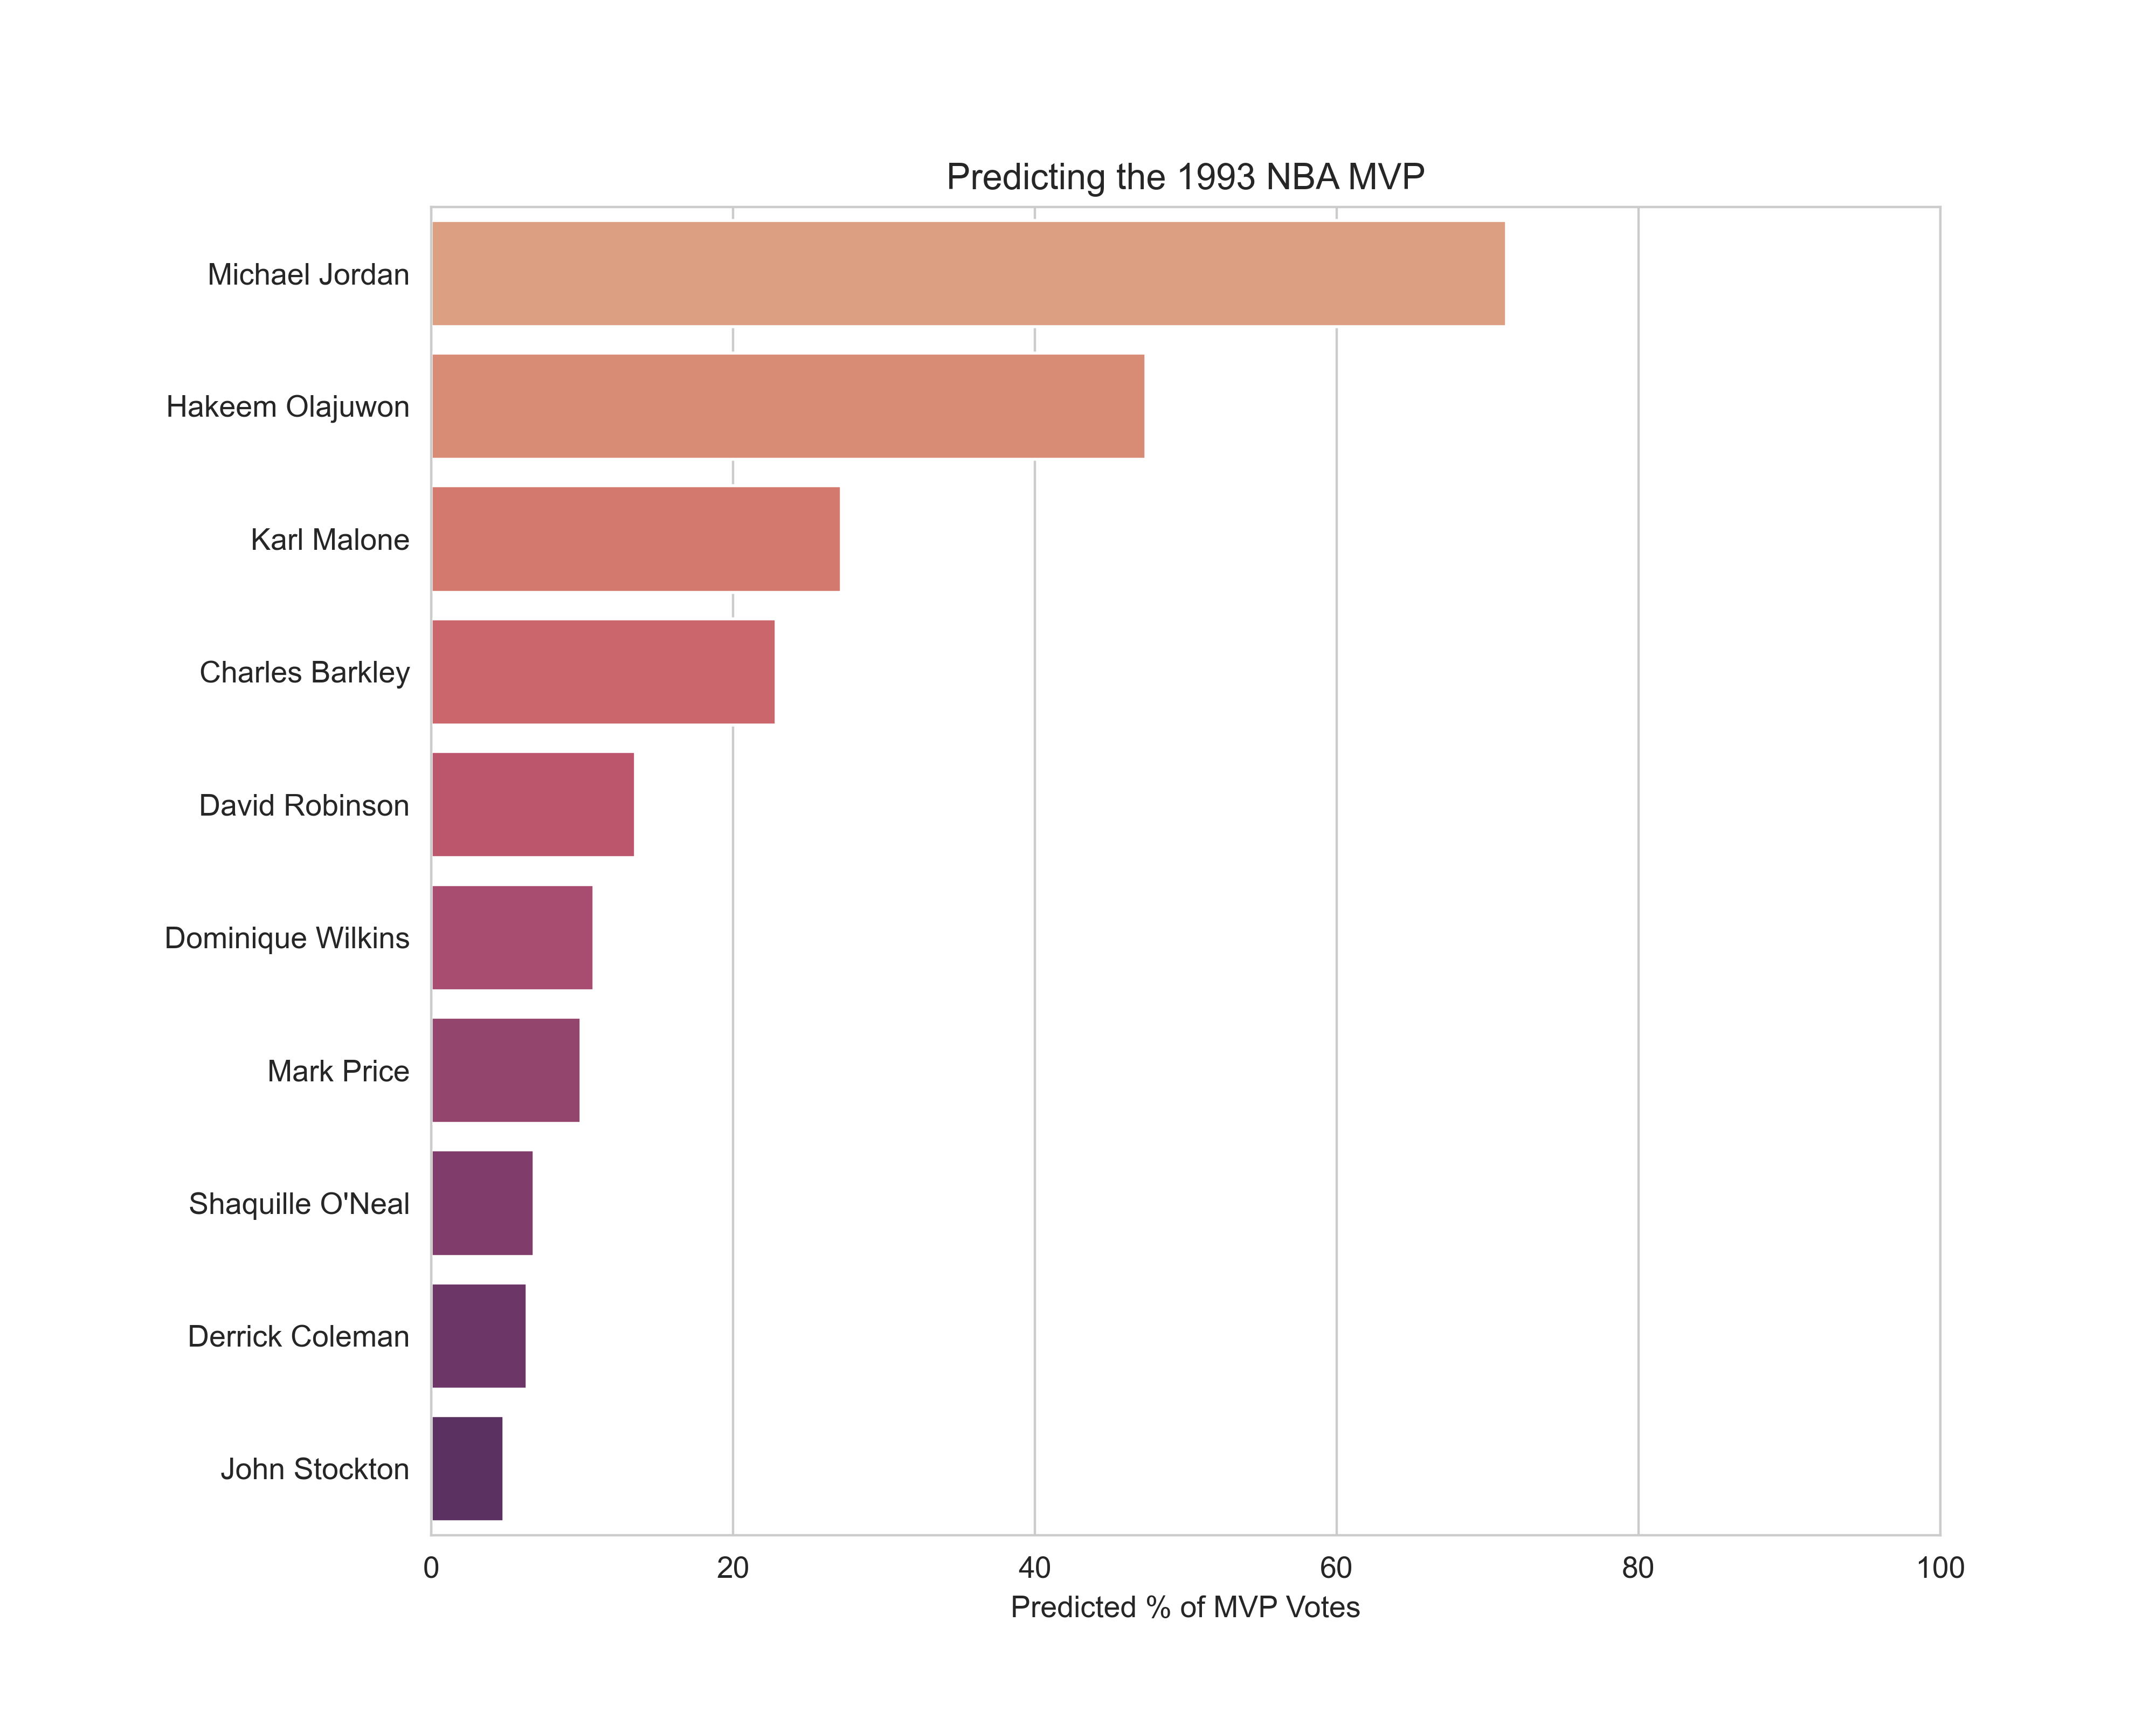 Predicting the 1993 NBA MVP
Michael Jordan
Hakeem Olajuwon
Karl Malone
Charles Barkley
David Robinson
Dominique Wilkins
Mark Price
Shaquille O'Neal
Derrick Coleman
John Stockton
0 20 40 60 80 100
Predicted % of MVP Votes